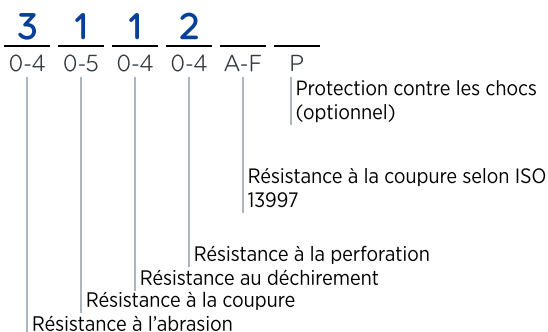 3 1 1 2
0-4 0-5 0-4 0-4 A-F P
Protection contre les chocs
(optionnel)
Résistance à la coupure selon ISO
13997
Résistance à la perforation
Résistance au déchirement
Résistance à la coupure
Résistance à l’abrasion